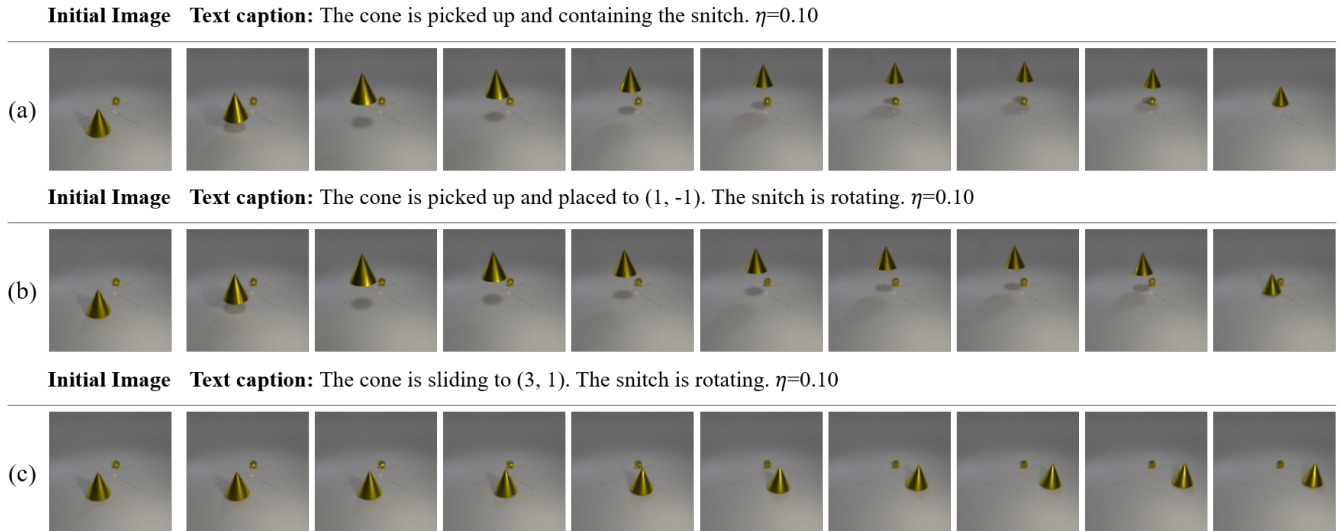 Initial Image Text caption: The cone is picked up and containing the snitch. η=0.10
(a)
Initial Image Text caption: The cone is picked up and placed to (1, -1). The snitch is rotating. η=0.10
(b)
Initial Image Text caption: The cone is sliding to (3, 1). The snitch is rotating. η=0.10
(c)